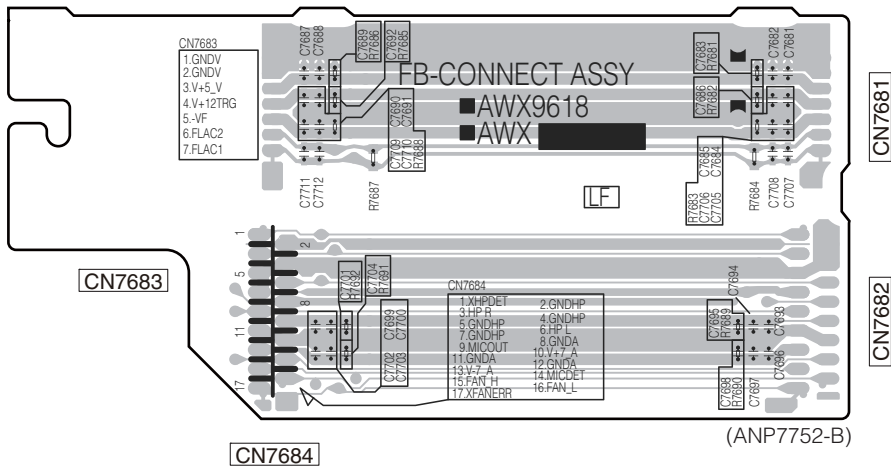 CN7683
1.GNDV
2.GNDV
3.V+5_V
4.V+12TRG
5.-VF
6.FLAC2
7.FLAC1
C7687
C7688
C7689
R7686
C7692
R7685
FB-CONNECT ASSY
AWX9618
AWX
C7690
C7691
C7709
C7710
R7688
C7683
R7681
C7686
R7682
C7682
C7681
C7685
C7684
R7683
C7706
C7705
C7711
C7712
R7687
R7684
C7708
C7707
LF
CN7681
1
2
5
8
11
17
CN7683
C7701
R7692
C7704
R7691
C7699
C7700
C7702
C7703
CN7684
1.XHPDET
2.GNDHP
3.HP R
4.GNDHP
5.GNDHP
6.HP L
7.GNDHP
8.GNDA
9.MICOUT
10.V+7_A
11.GNDA
12.GNDA
13.V-7_A
14.MICDET
15.FAN_H
16.FAN_L
17.XFANERR
C7694
C7695
R7689
C7693
C7696
C7698
R7690
C7697
CN7682
(ANP7752-B)
CN7684